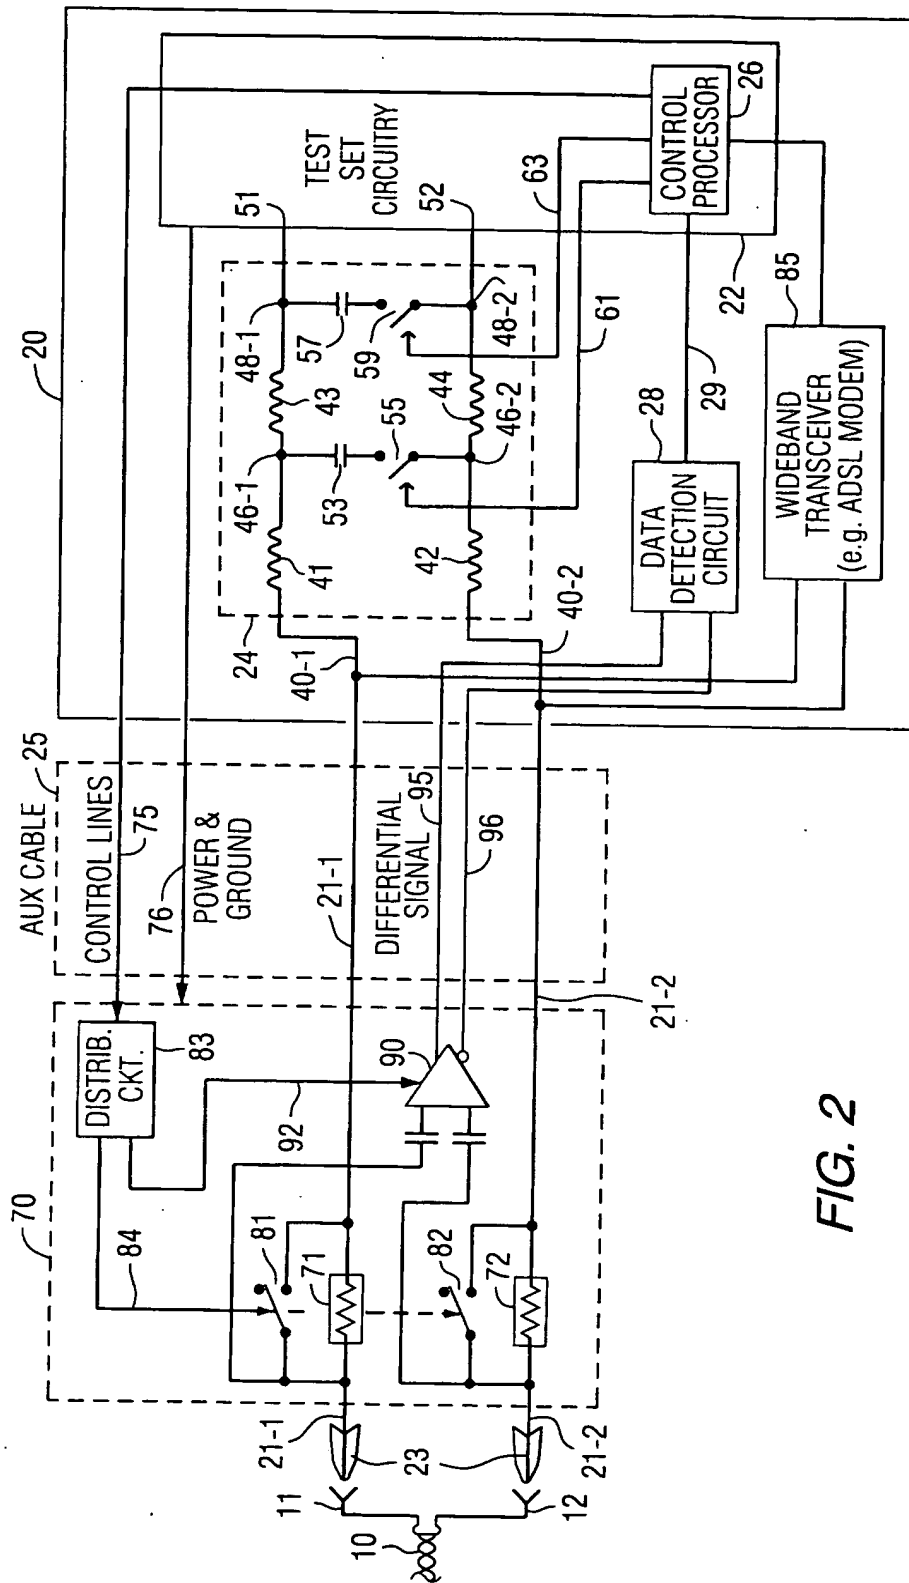 20
AUX CABLE
25
CONTROL LINES
75
76
POWER &
GROUND
70
DISTRIB.
CKT.
83
84
92
90
81
71
82
72
21-1
21-1
21-2
21-2
DIFFERENTIAL
SIGNAL
95
96
11
10
12
23
24
40-1
40-2
41
42
43
44
46-1
46-2
48-1
48-2
53
55
57
59
51
52
61
63
TEST
SET
CIRCUITRY
CONTROL
PROCESSOR
26
22
28
29
DATA
DETECTION
CIRCUIT
85
WIDEBAND
TRANSCEIVER
(e.g. ADSL MODEM)
FIG. 2